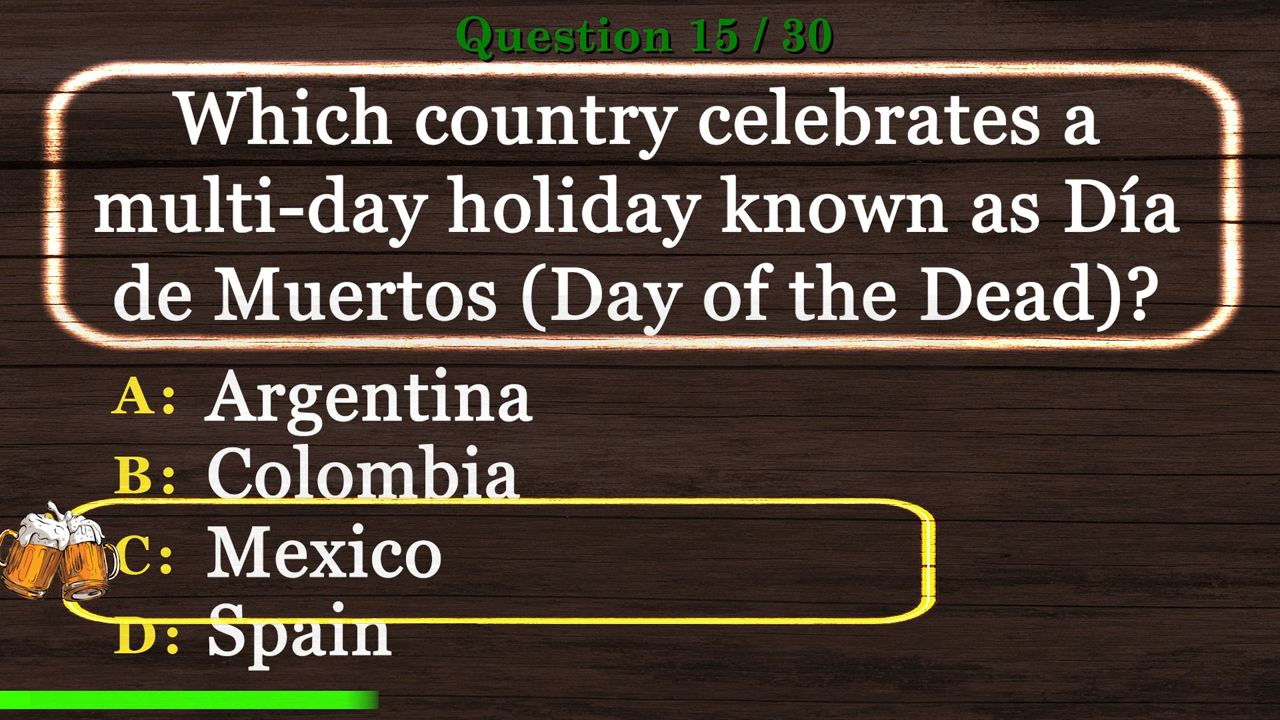 Question 15 / 30
Which country celebrates a
multi-day holiday known as Día
de Muertos (Day of the Dead)?
A: Argentina
B: Colombia
C: Mexico
D: Spain